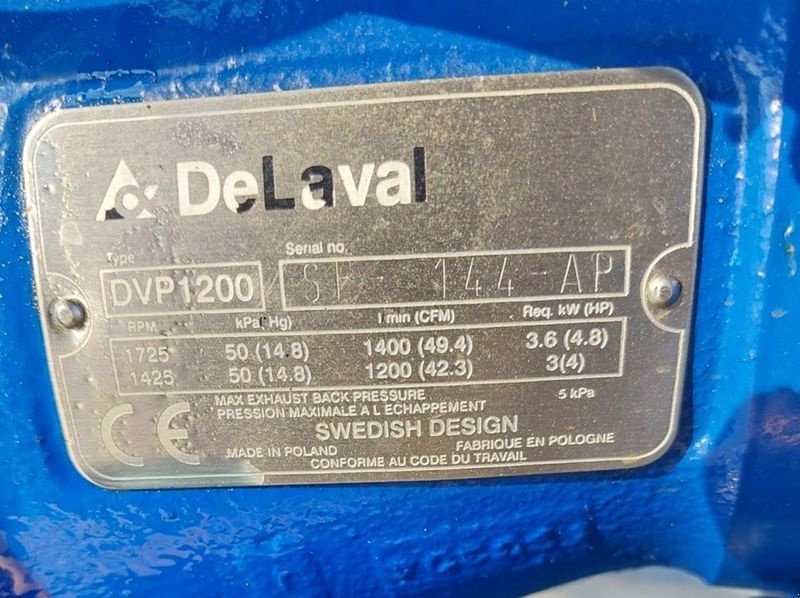 DeLaval
Type
Serial no.
DVP1200
144-AP
RPM kPa( Hg) l min (CFM) Req. kW (HP)
1725 50 (14.8) 1400 (49.4) 3.6 (4.8)
1425 50 (14.8) 1200 (42.3) 3(4)
MAX EXHAUST BACK PRESSURE 5 kPa
PRESSION MAXIMALE A L ECHAPPEMENT
CE
SWEDISH DESIGN
MADE IN POLAND FABRIQUE EN POLOGNE
CONFORME AU CODE DU TRAVAIL